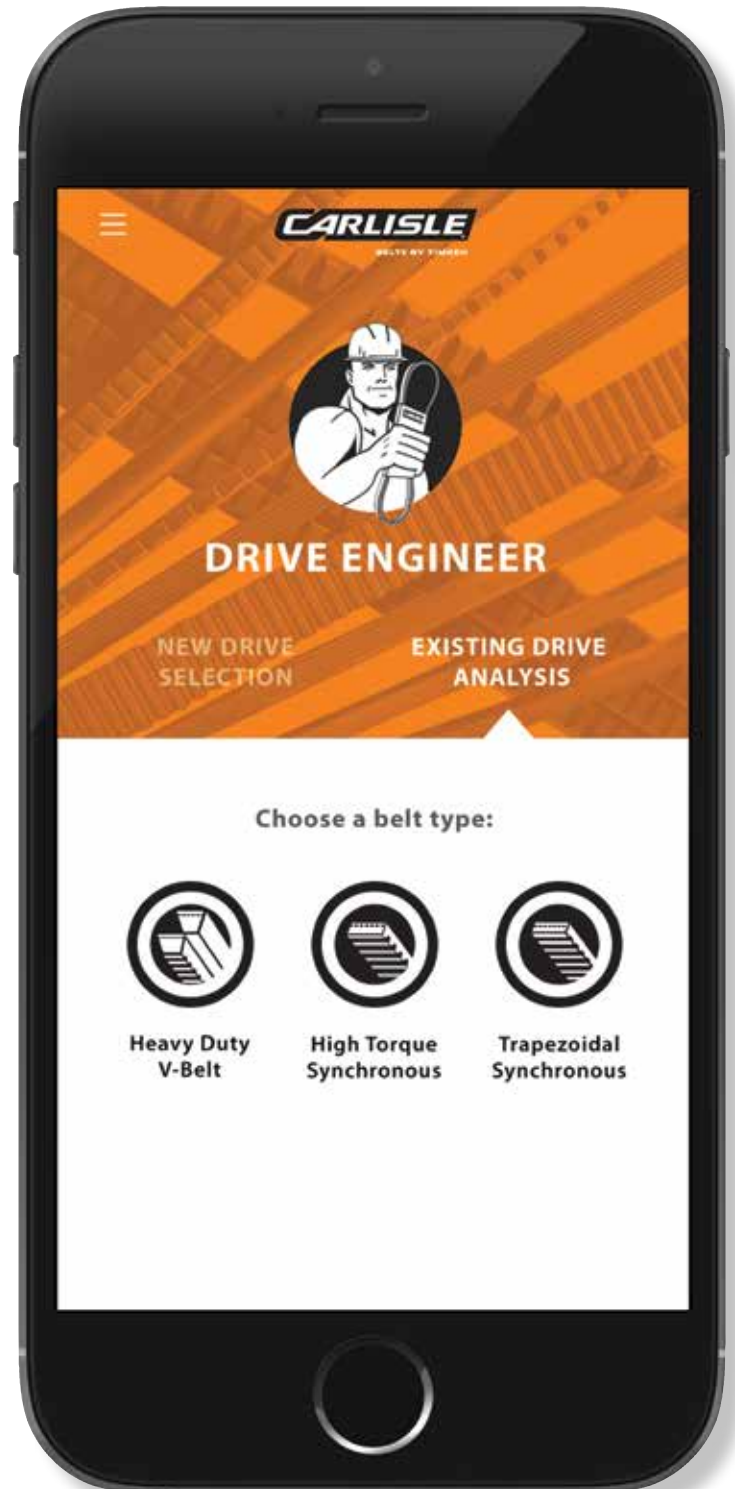 CARLISLE
BELTS BY TIMKEN
DRIVE ENGINEER
NEW DRIVE
SELECTION
EXISTING DRIVE
ANALYSIS
Choose a belt type:
Heavy Duty
V-Belt
High Torque
Synchronous
Trapezoidal
Synchronous